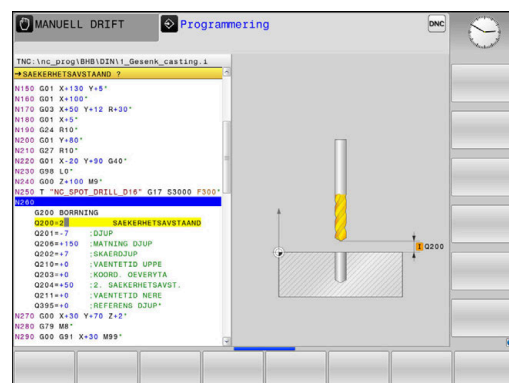 MANUELL DRIFT
Programmering
DNC
TNC:\nc_prog\BHB\DIN\1_Gesenk_casting.i
→SAEKERHETSAVSTAAND ?
N150 G01 X+130 Y+5*
N160 G01 X+100*
N170 G03 X+50 Y+12 R+30*
N180 G01 X+5*
N190 G24 R10*
N200 G01 Y+80*
N210 G27 R10*
N220 G01 X-20 Y+90 G40*
N230 G98 L0*
N240 G00 Z+100 M9*
N250 T "NC_SPOT_DRILL_D16" G17 S3000 F300*
N260
G200 BORRNING
Q200=2 SAEKERHETSAVSTAAND
Q201=-7 ;DJUP
Q206=+150 ;MATNING DJUP
Q202=+7 ;SKAERDJUP
Q210=+0 ;VAENTETID UPPE
Q203=+0 ;KOORD. OEVERYTA
Q204=+50 ;2. SAEKERHETSAVST.
Q211=+0 ;VAENTETID NERE
Q395=+0 ;REFERENS DJUP*
N270 G00 X+30 Y+70 Z+2*
N280 G79 M8*
N290 G00 G91 X+30 M99*
Q200